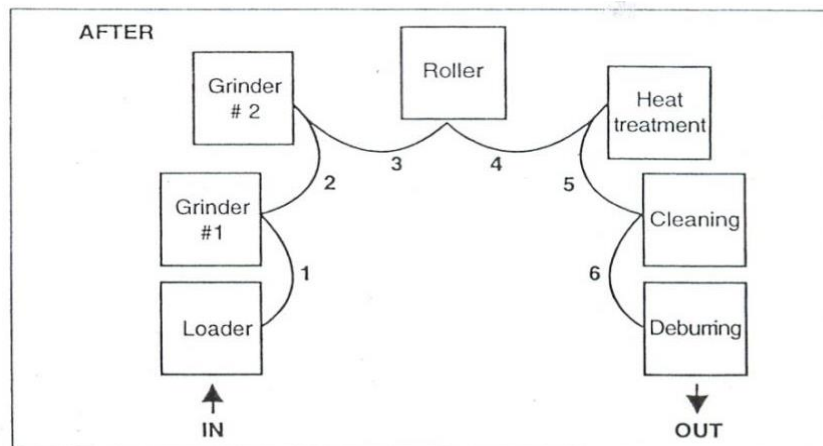 AFTER
Grinder
# 2
Roller
Heat
treatment
2
3
4
5
Grinder
#1
Cleaning
1
6
Loader
Deburring
IN
OUT